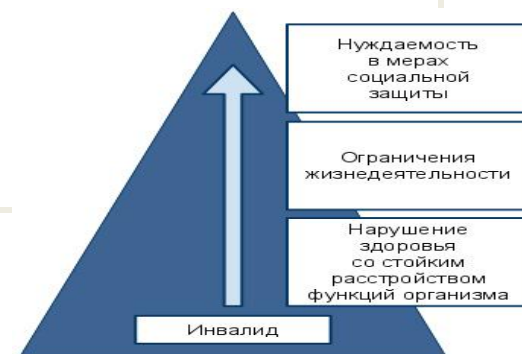 Нуждаемость
в мерах
социальной
защиты
Ограничения
жизнедеятельности
Нарушение
здоровья
со стойким
расстройством
функций организма
Инвалид